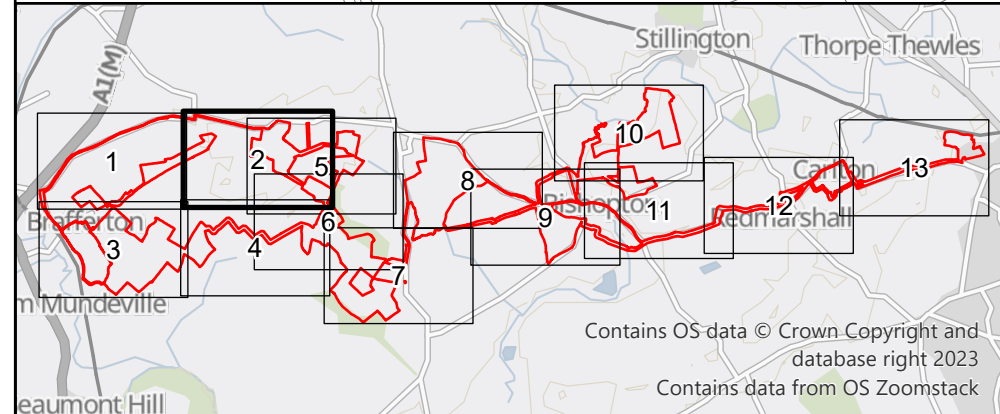 Stillington
Thorpe Thewles
A1(M)
10
1
2
5
Carlton
13
8
Brafferton
Bishopton
11
12
Redmarshall
9
6
3
4
7
m Mundeville
Contains OS data © Crown Copyright and
database right 2023
Contains data from OS Zoomstack
eaumont Hill